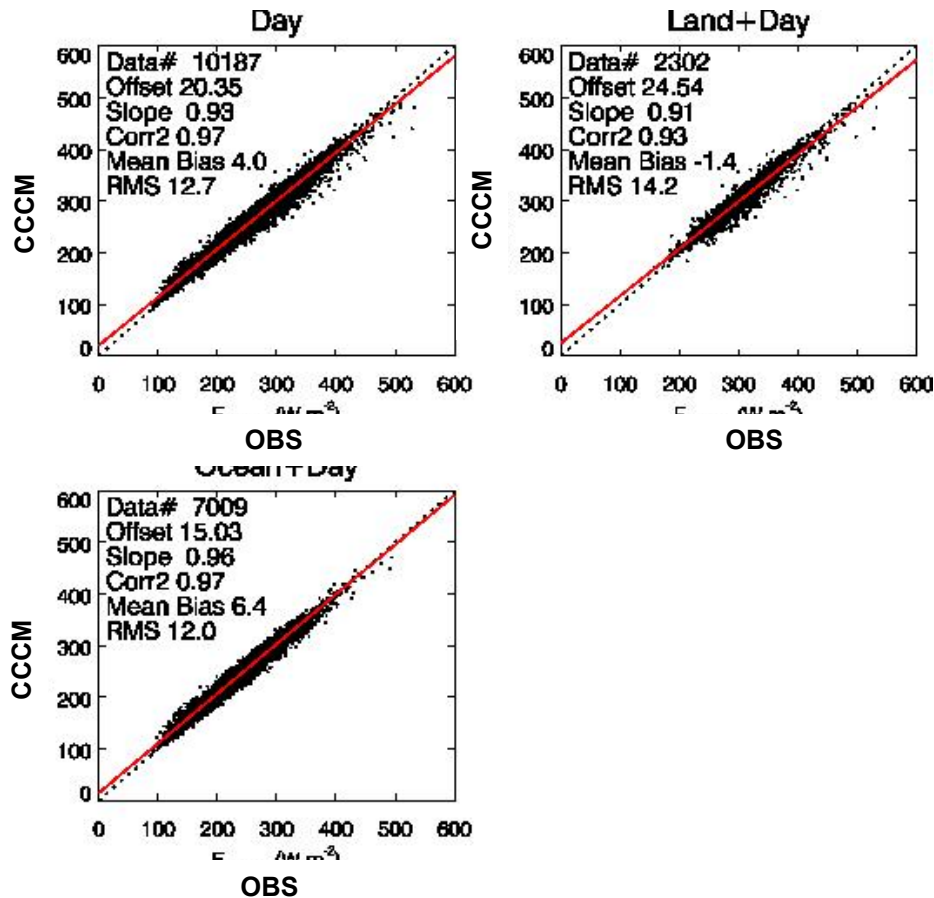 Day
600
500
400
300
200
100
0
Data# 10187
Offset 20.35
Slope 0.93
Corr2 0.97
Mean Bias 4.0
RMS 12.7
CCCM
0 100 200 300 400 500 600
OBS
Land+Day
600
500
400
300
200
100
0
Data# 2302
Offset 24.54
Slope 0.91
Corr2 0.93
Mean Bias -1.4
RMS 14.2
CCCM
0 100 200 300 400 500 600
OBS
Ocean+Day
600
500
400
300
200
100
0
Data# 7009
Offset 15.03
Slope 0.96
Corr2 0.97
Mean Bias 6.4
RMS 12.0
CCCM
0 100 200 300 400 500 600
OBS